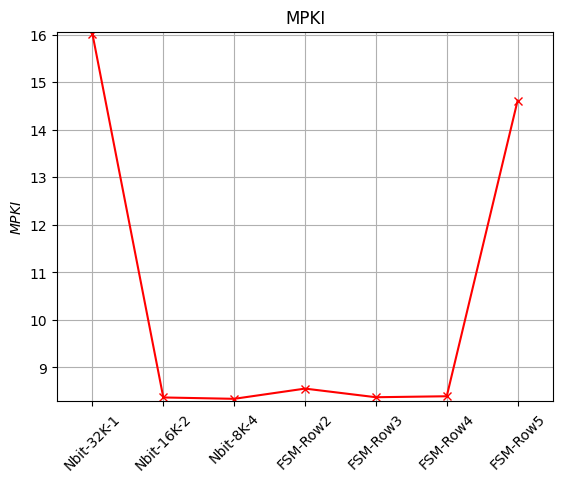 MPKI
16
15
14
13
12
11
10
9
MPKI
Nbit-32K-1
Nbit-16K-2
Nbit-8K-4
FSM-Row2
FSM-Row3
FSM-Row4
FSM-Row5